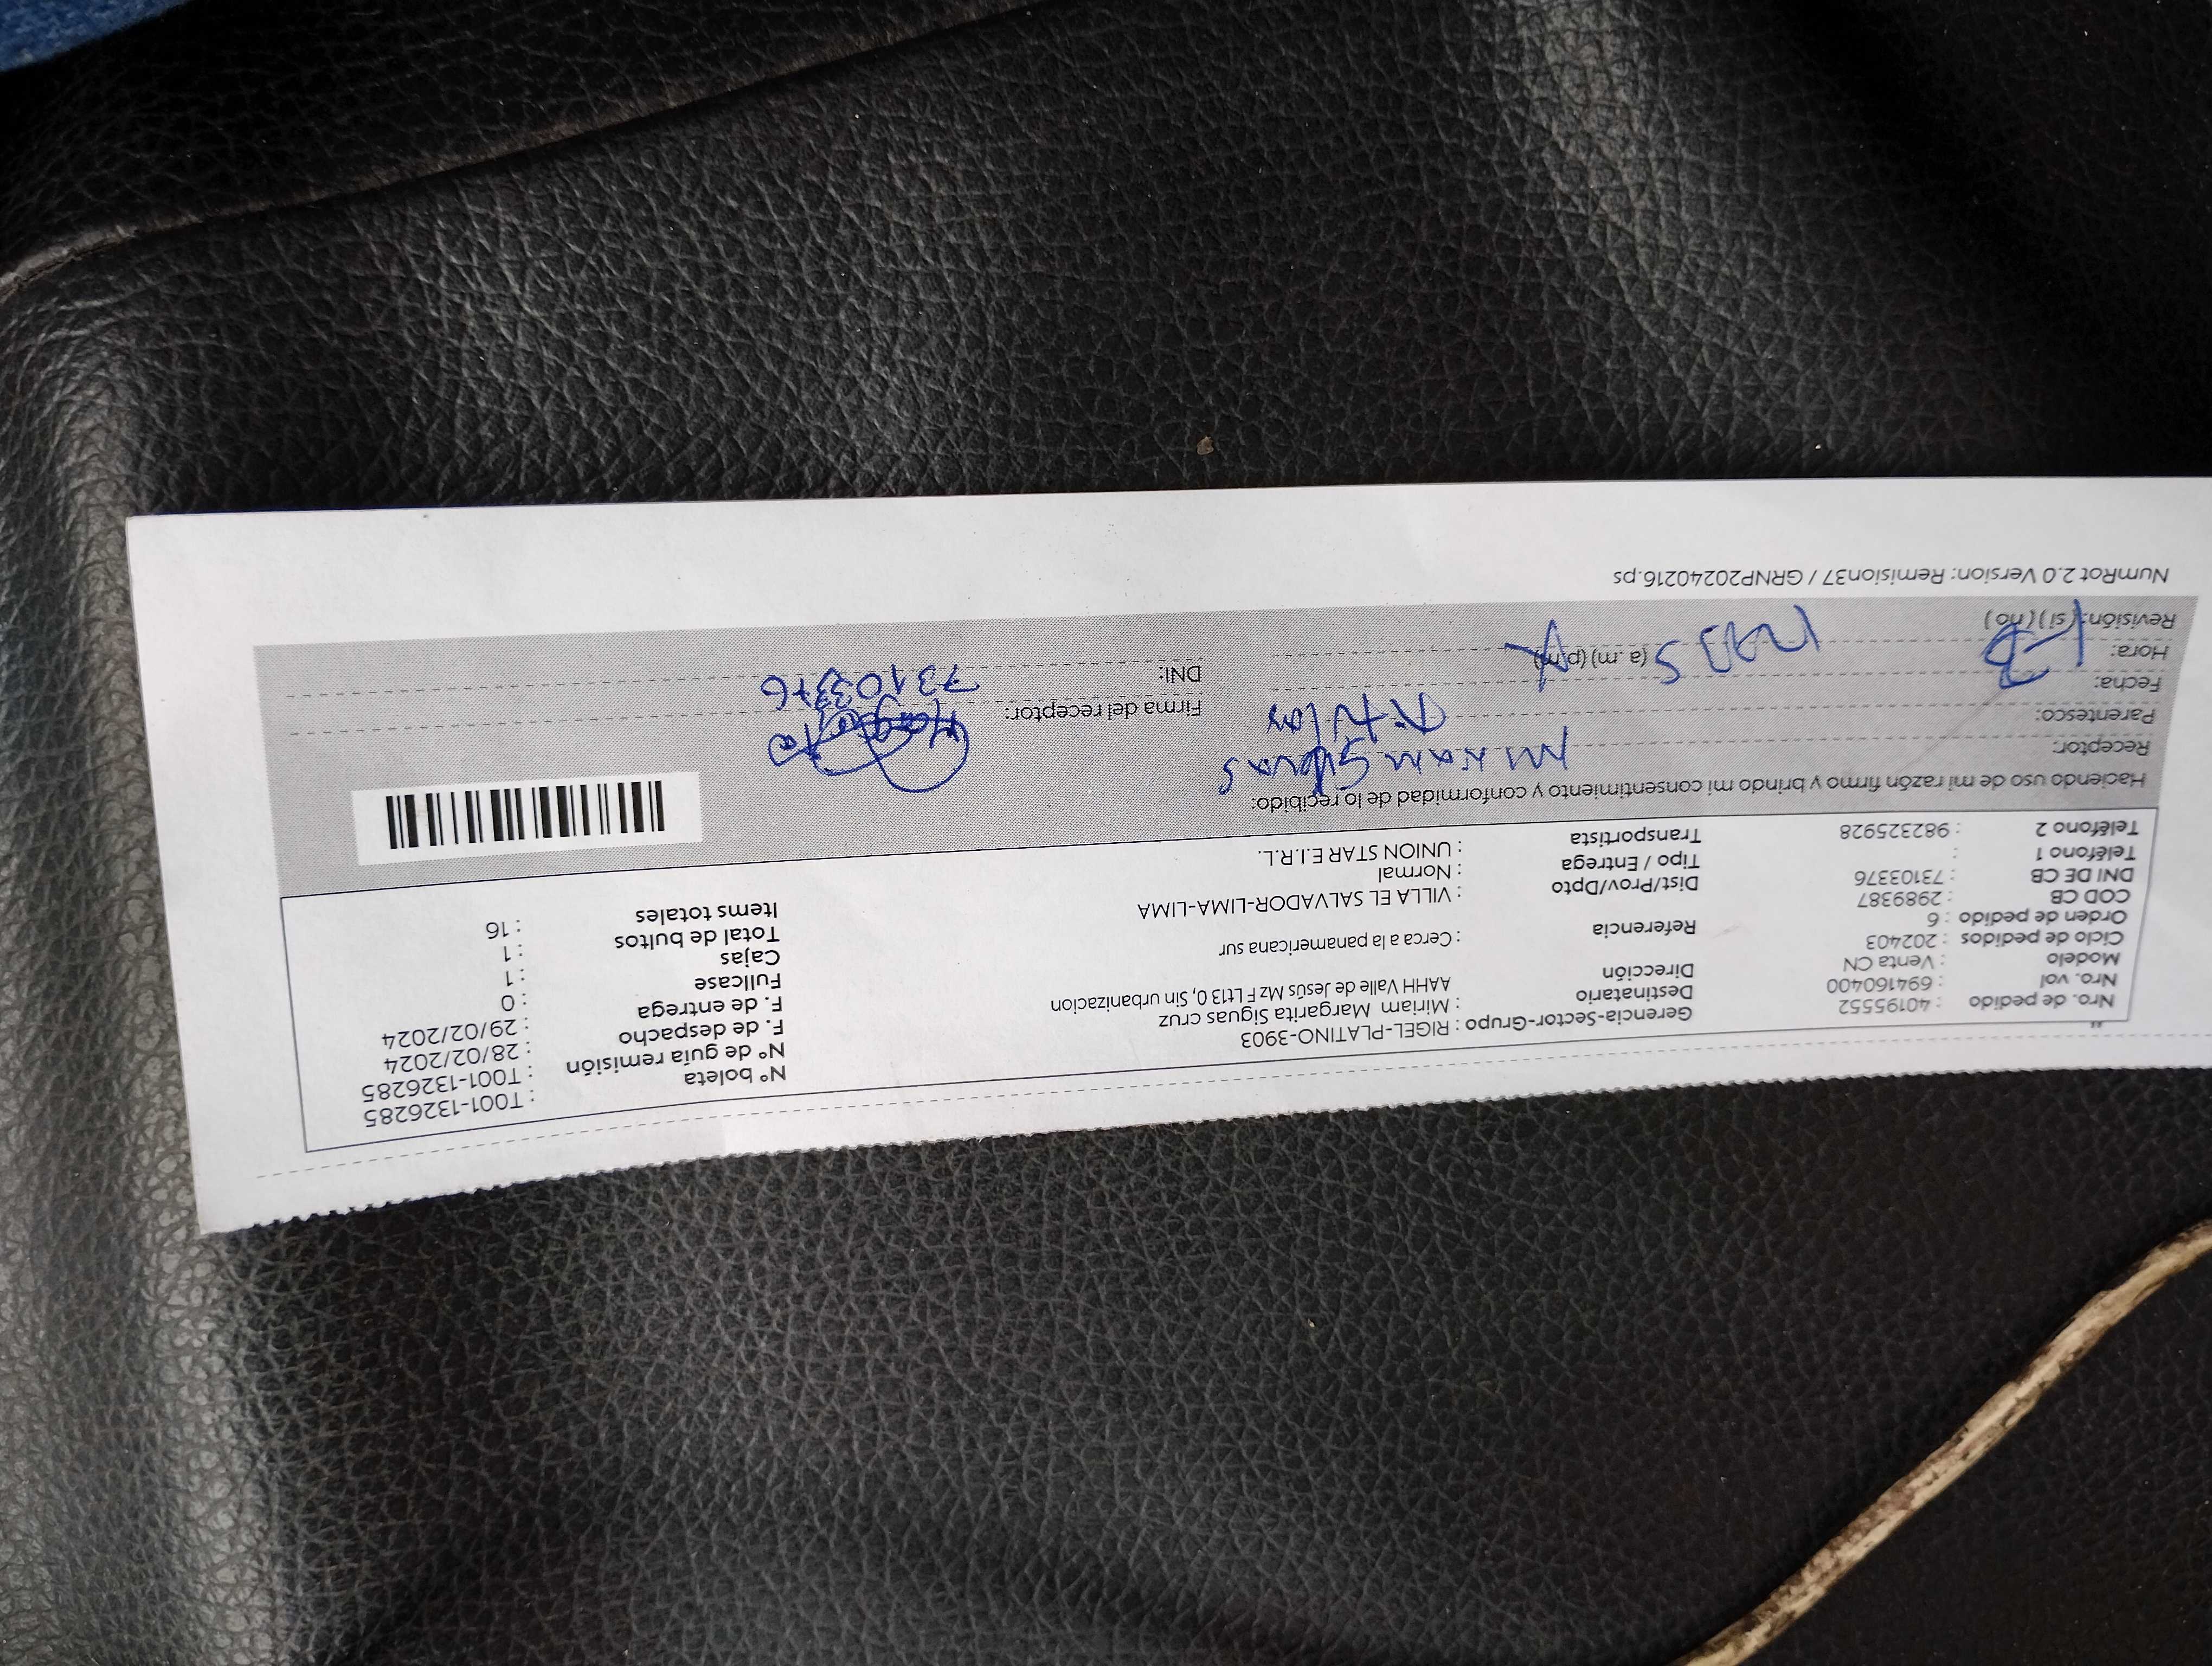 Nro. de pedido : 40195552
Nro. vol : 694160400
Modelo : Venta CN
Ciclo de pedidos : 202403
Orden de pedido : 6
COD CB : 2989387
DNI DE CB : 73103376
Teléfono 1 :
Teléfono 2 : 982325928
Gerencia-Sector-Grupo : RIGEL-PLATINO-3903
Destinatario : Miriam Margarita Siguas cruz
Dirección AAHH Valle de Jesús Mz F Lt13 0, Sin urbanizacion
Referencia : Cerca a la panamericana sur
Dist/Prov/Dpto : VILLA EL SALVADOR-LIMA-LIMA
Tipo / Entrega : Normal
Transportista : UNION STAR E.I.R.L.
N° boleta : T001-1326285
N° de guía remisión : T001-1326285
F. de despacho : 28/02/2024
F. de entrega : 29/02/2024
Fullcase : 0
Cajas : 1
Total de bultos : 1
Items totales : 16
Haciendo uso de mi razón firmo y brindo mi consentimiento y conformidad de lo recibido:
Receptor: Miriam Siguas
Parentesco: Titular
Fecha:
Hora: (a. m.) (p.m)
Revisión: (si) (no)
Firma del receptor:
DNI: 73103376
NumRot 2.0 Version: Remision37 / GRNP20240216.ps